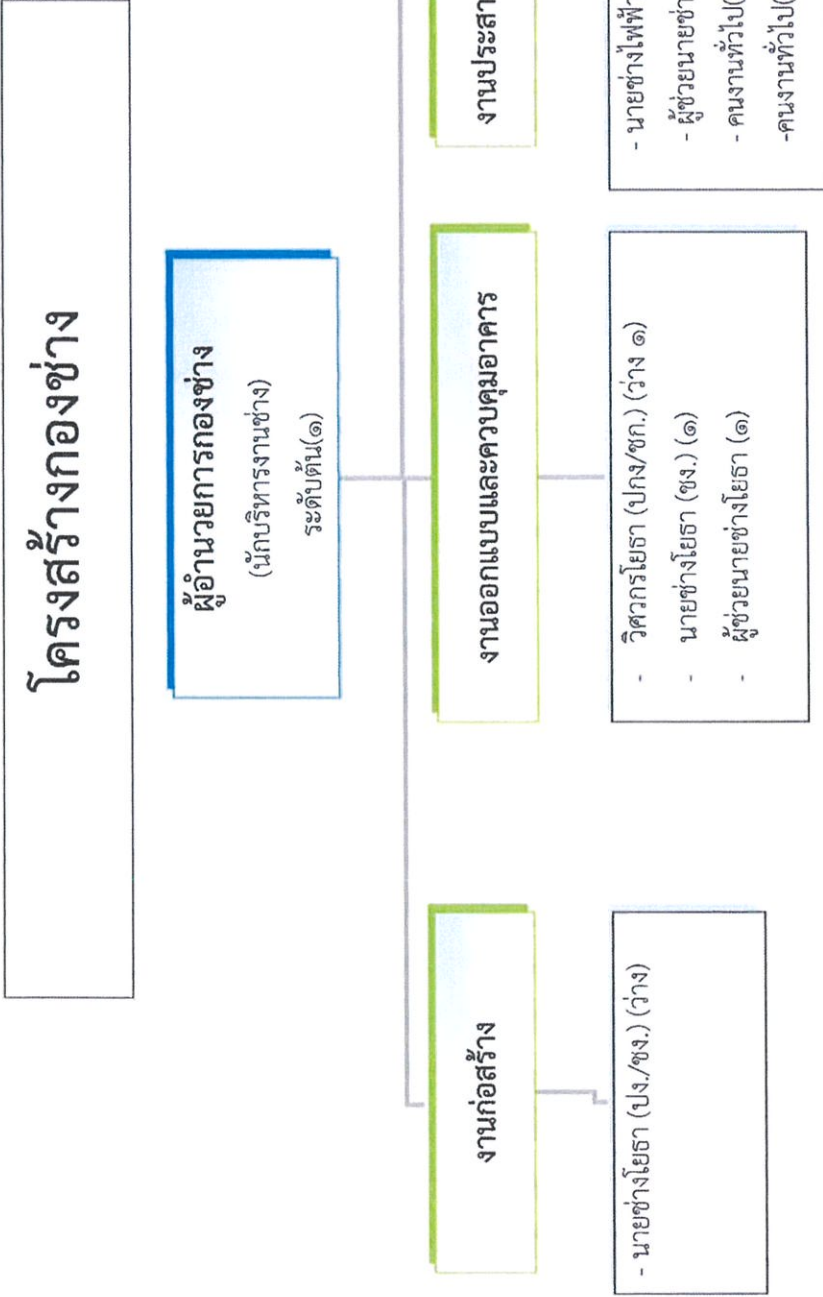 โครงสร้างกองช่าง
ผู้อำนวยการกองช่าง
(นักบริหารงานช่าง)
ระดับต้น(๑)
งานก่อสร้าง
งานออกแบบและควบคุมอาคาร
งานประสา
- นายช่างโยธา (ปง./ชง.) (ว่าง)
- วิศวกรโยธา (ปกง/ชก.) (ว่าง ๑)
- นายช่างโยธา (ชง.) (๑)
- ผู้ช่วยนายช่างโยธา (๑)
- นายช่างไฟฟ้า
- ผู้ช่วยนายช่า
- คนงานทั่วไป(
-คนงานทั่วไป(